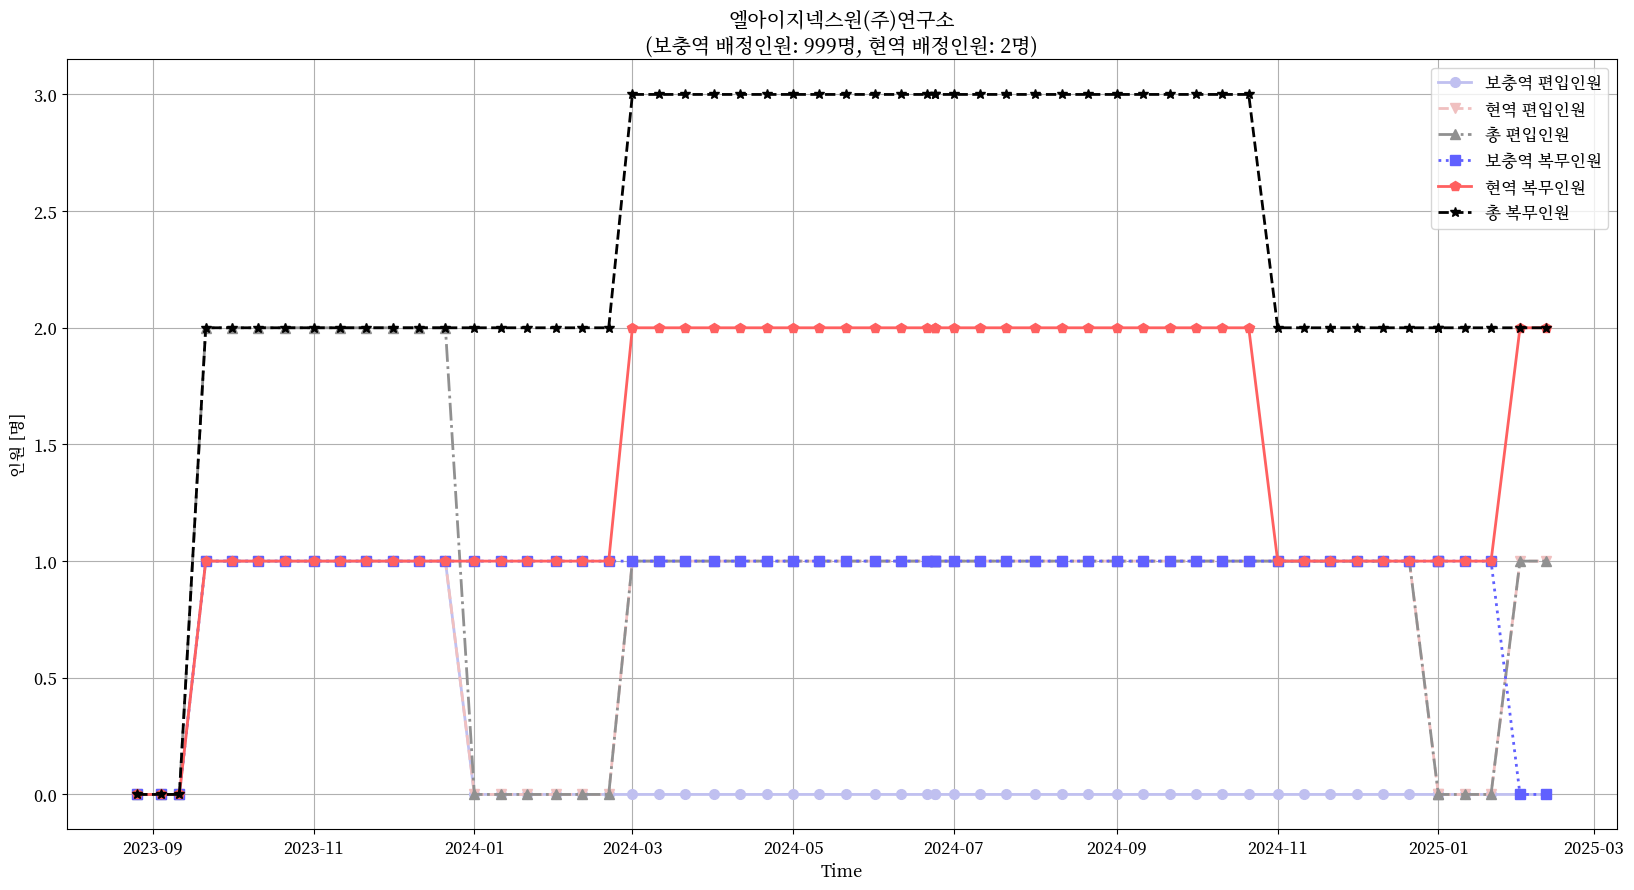 엘아이지넥스원(주)연구소
(보충역 배정인원: 999명, 현역 배정인원: 2명)
보충역 편입인원
현역 편입인원
총 편입인원
보충역 복무인원
현역 복무인원
총 복무인원
인원 [명]
3.0
2.5
2.0
1.5
1.0
0.5
0.0
2023-09
2023-11
2024-01
2024-03
2024-05
2024-07
2024-09
2024-11
2025-01
2025-03
Time